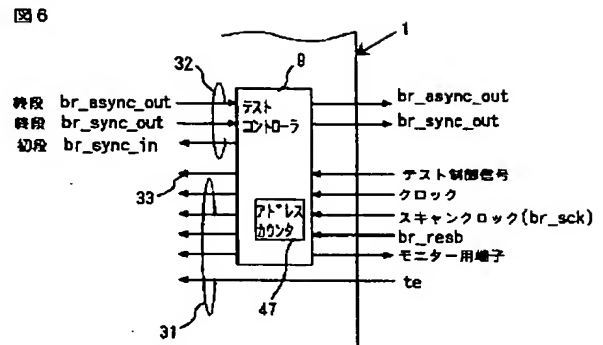 図6
1
32
8
終段 br_async_out
終段 br_sync_out
初段 br_sync_in
テスト
コントローラ
br_async_out
br_sync_out
33
テスト制御信号
クロック
スキャンクロック(br_sck)
br_resb
モニター用端子
te
アドレス
カウンタ
47
31